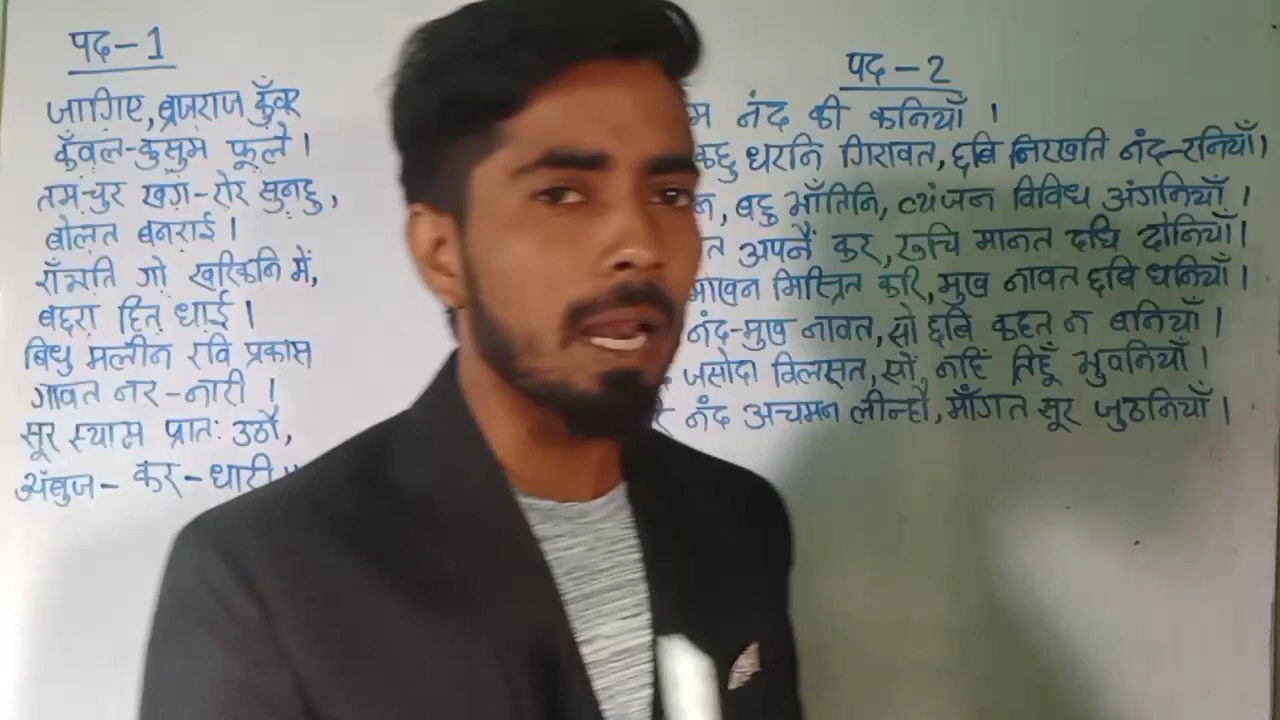 पद - 1
जागिए, ब्रजराज कुँवर
कँवल-कुसुम फूले।
तमचुर खग-रोर सुनहु,
बोलत बनराई।
राँभति गो खरिकनि में,
बछरा हित धाई।
बिधु मलीन रवि प्रकास
गावत नर-नारी।
सूर स्याम प्रातः उठौ,
अंबुज-कर-धारी
पद - 2
नंद की कनियाँ।
कछु धरनि गिरावत, छबि निरखति नंद-रनियाँ।
बहु भाँतिनि, व्यंजन विविध अंगनियाँ।
त अपनैं कर, रुचि मानत दधि दोनियाँ।
माखन मिस्रित करि, मुख नावत छबि धनियाँ।
नंद-मुख नावत, सो छबि कहत न बनियाँ।
जसोदा विलसत, सो नहिं तिहूँ भुवनियाँ।
नंद अचमन लीन्हौ, माँगत सूर जुठनियाँ।